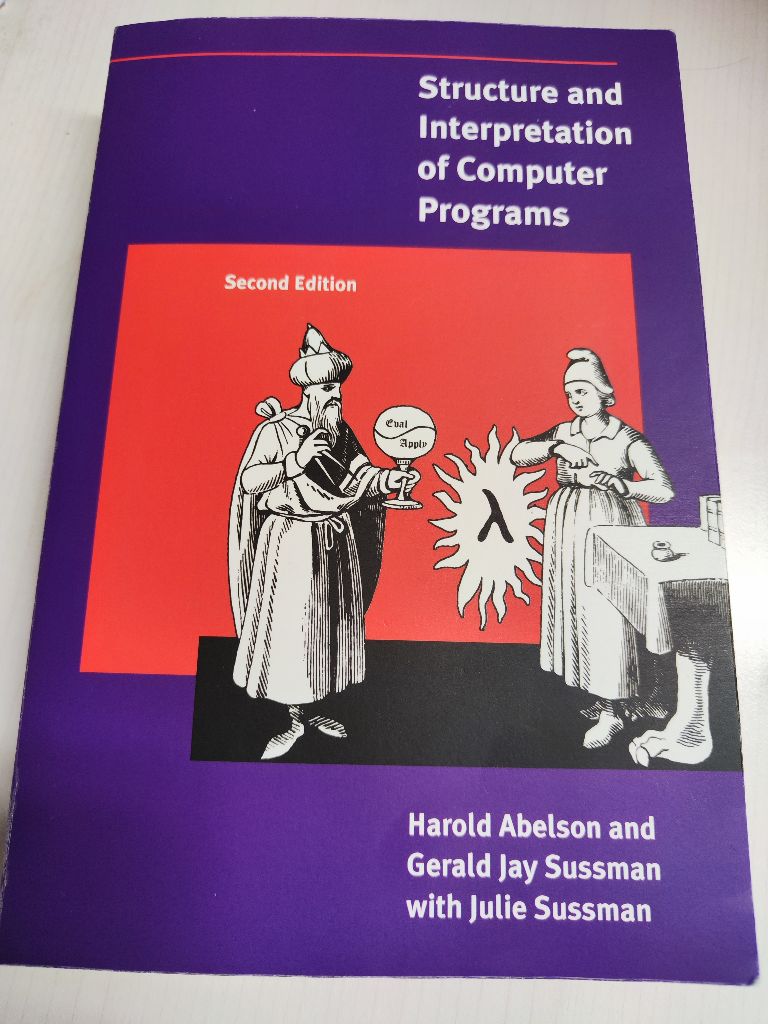 Structure and
Interpretation
of Computer
Programs
Second Edition
Eval
Apply
λ
Harold Abelson and
Gerald Jay Sussman
with Julie Sussman